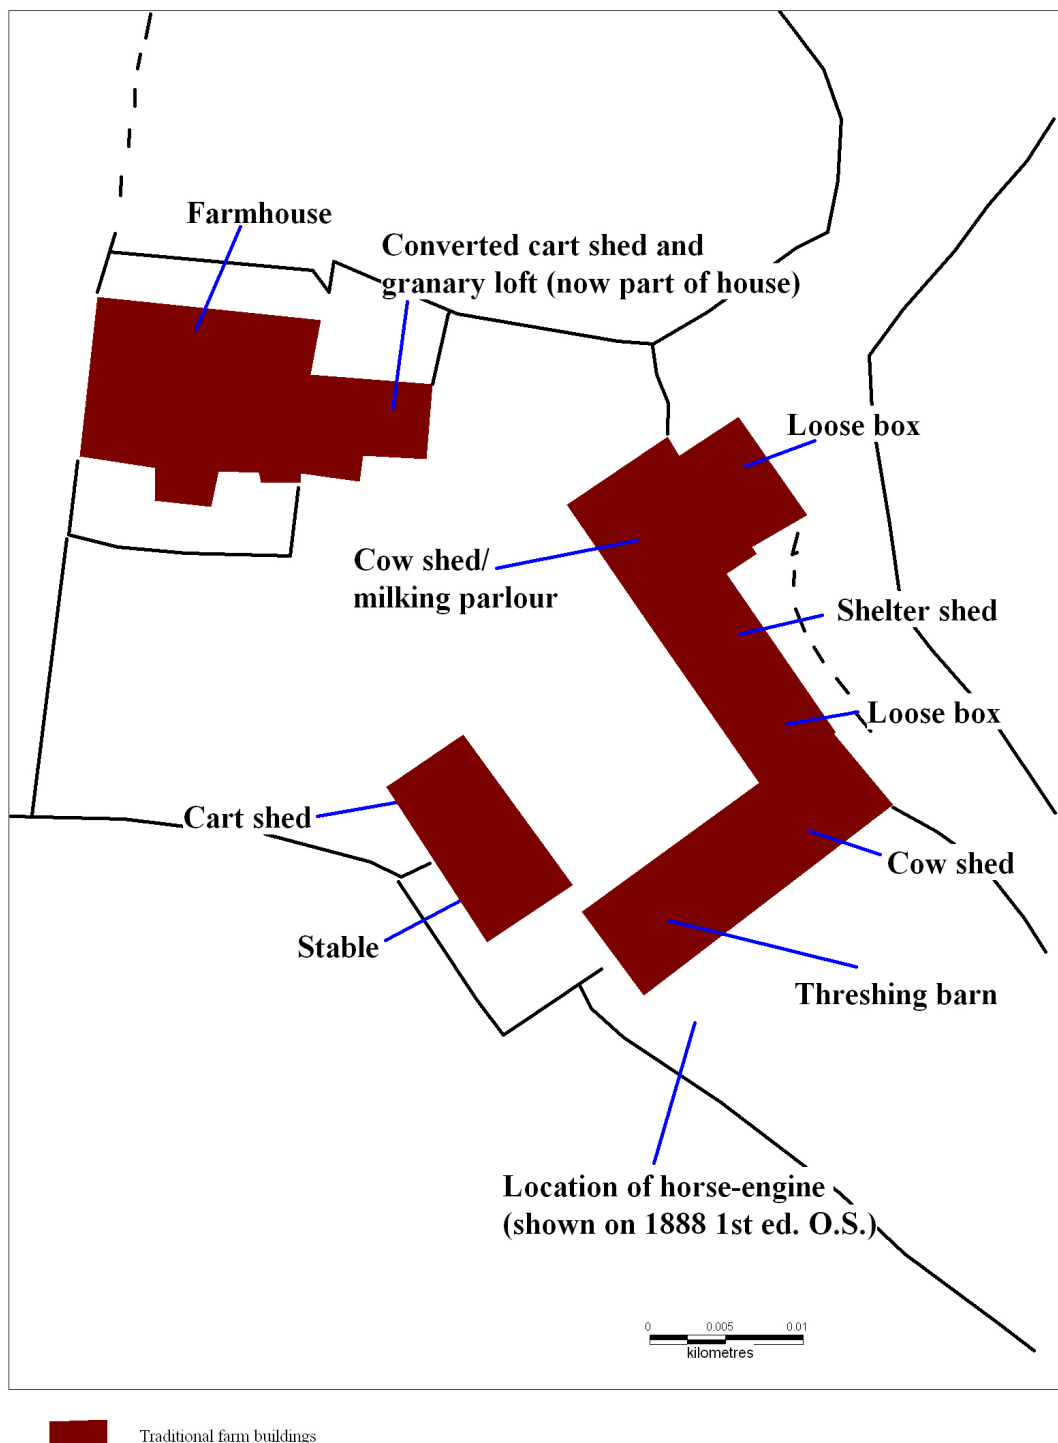 Farmhouse
Converted cart shed and
granary loft (now part of house)
Loose box
Cow shed/
milking parlour
Shelter shed
Loose box
Cart shed
Cow shed
Stable
Threshing barn
Location of horse-engine
(shown on 1888 1st ed. O.S.)
0 0.005 0.01
kilometres
Traditional farm buildings